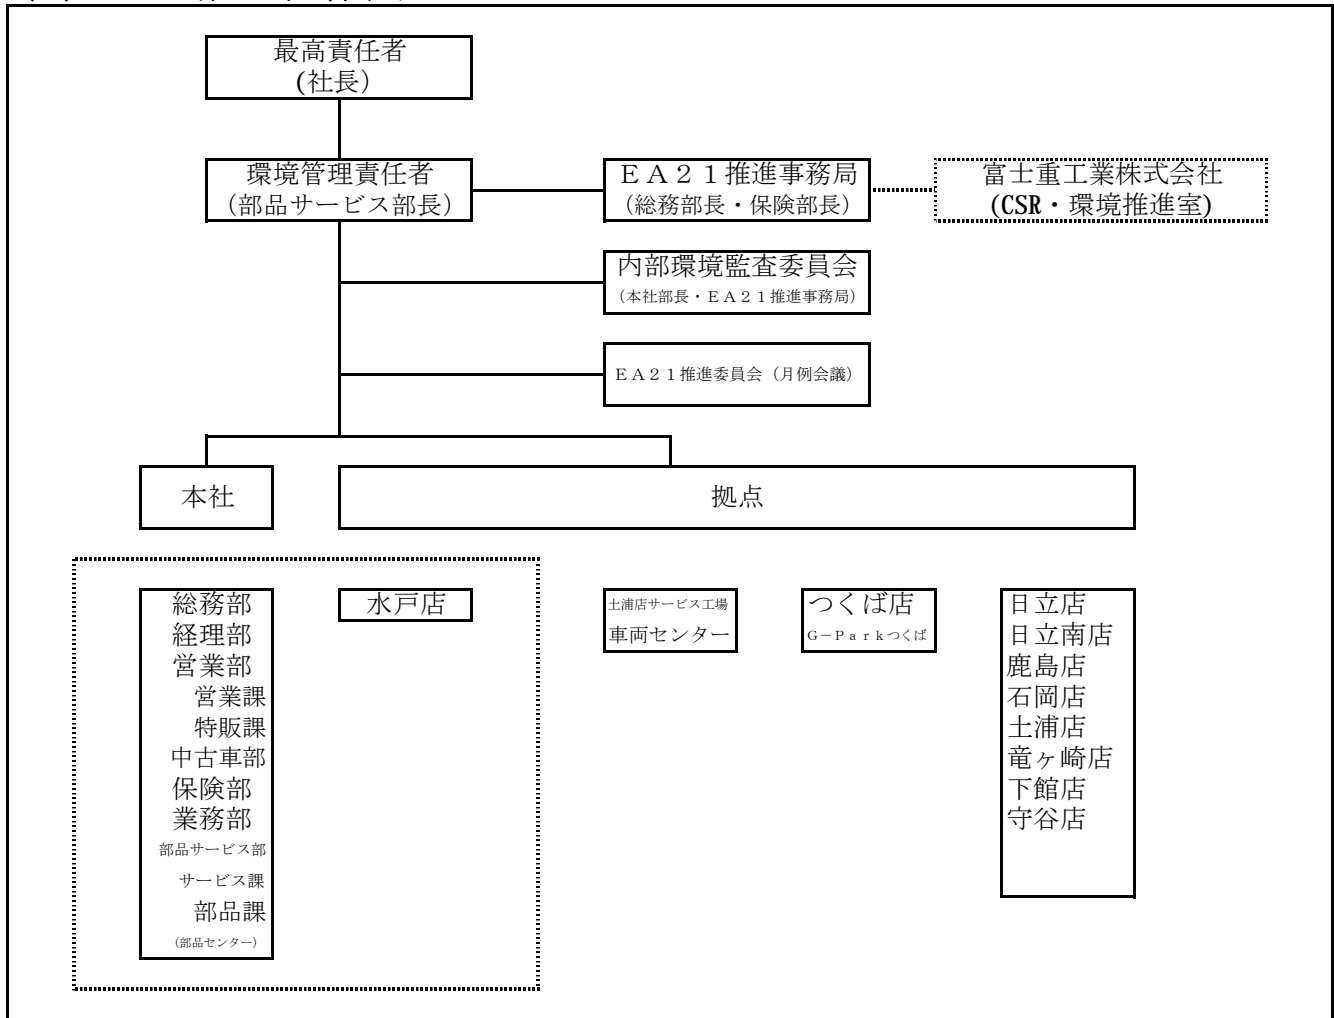 最高責任者
(社長）
環境管理責任者
（部品サービス部長）
ＥＡ２１推進事務局
（総務部長・保険部長）
富士重工業株式会社
(CSR・環境推進室)
内部環境監査委員会
（本社部長・ＥＡ２１推進事務局）
ＥＡ２１推進委員会（月例会議）
本社
拠点
総務部
経理部
営業部
営業課
特販課
中古車部
保険部
業務部
部品サービス部
サービス課
部品課
（部品センター）
水戸店
土浦店サービス工場
車両センター
つくば店
Ｇ－Ｐａｒｋつくば
日立店
日立南店
鹿島店
石岡店
土浦店
竜ヶ崎店
下館店
守谷店